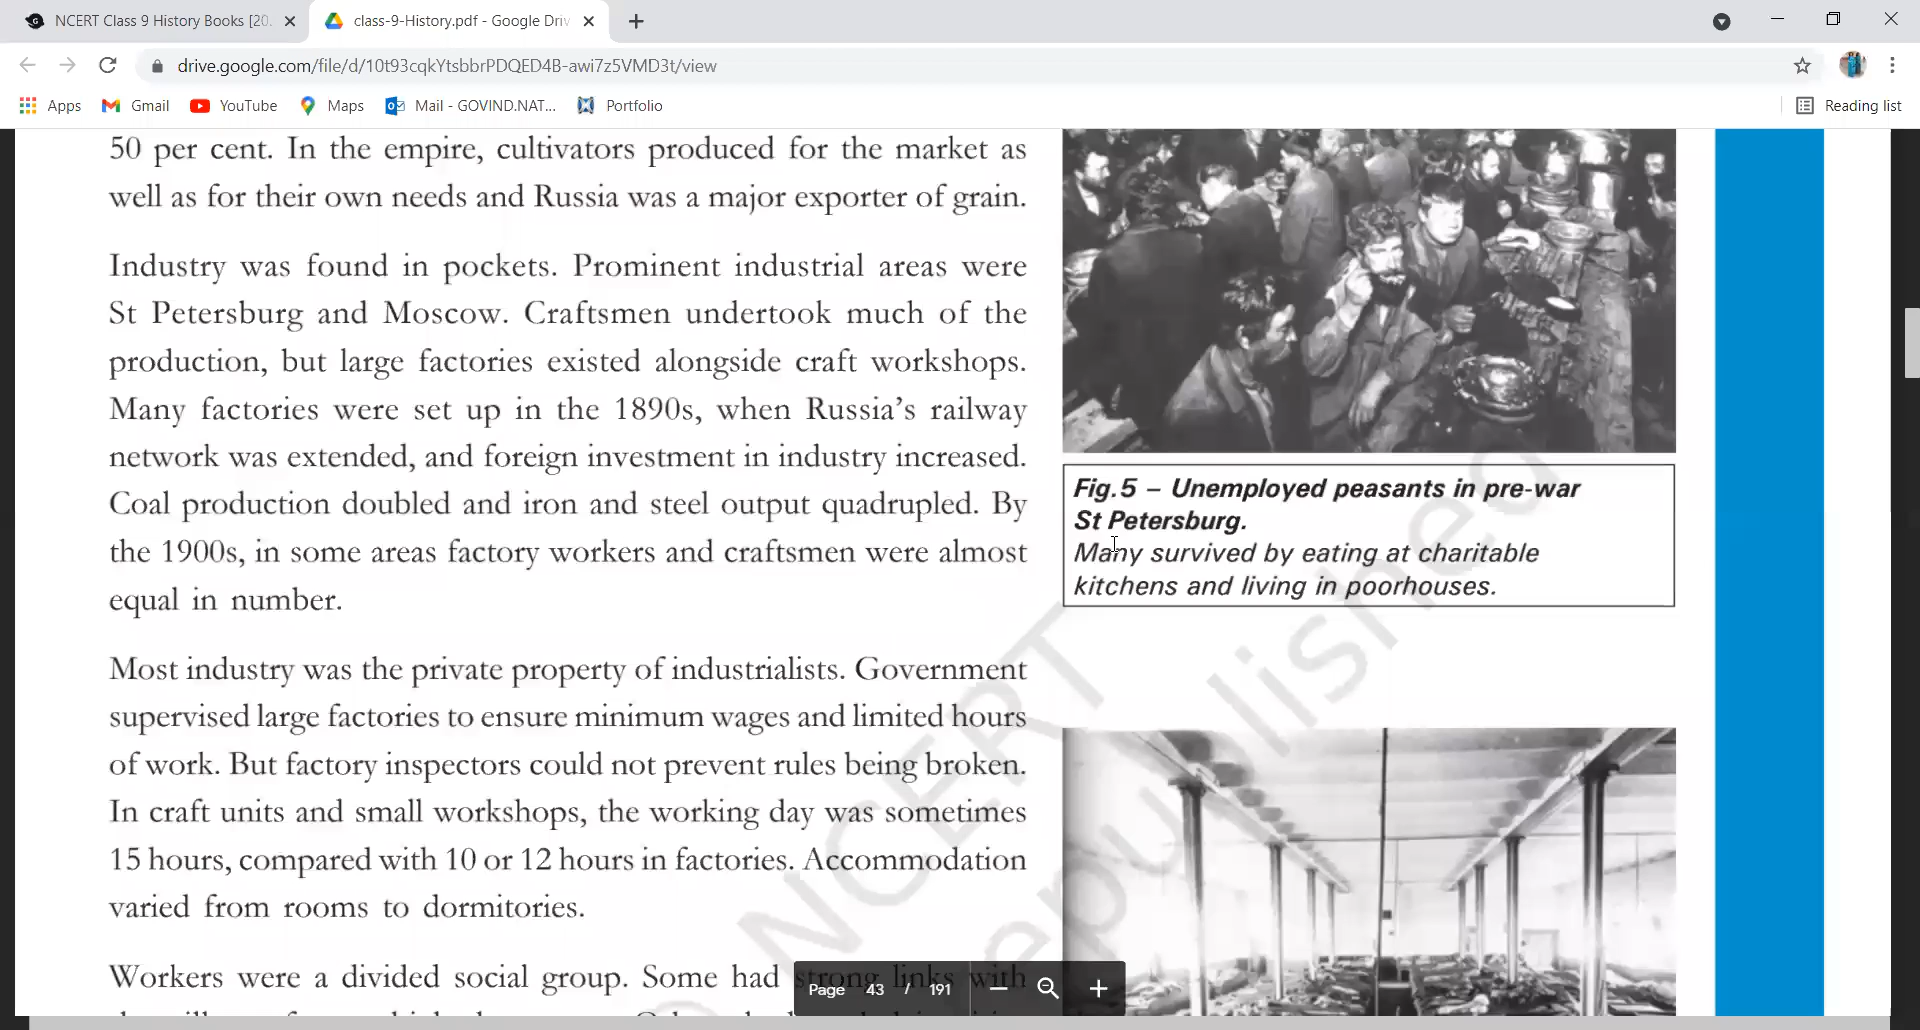 NCERT Class 9 History Books [20
class-9-History.pdf - Google Driv
drive.google.com/file/d/10t93cqkYtsbbrPDQED4B-awi7z5VMD3t/view
Apps Gmail YouTube Maps Mail - GOVIND.NAT... Portfolio Reading list
50 per cent. In the empire, cultivators produced for the market as
well as for their own needs and Russia was a major exporter of grain.
Industry was found in pockets. Prominent industrial areas were
St Petersburg and Moscow. Craftsmen undertook much of the
production, but large factories existed alongside craft workshops.
Many factories were set up in the 1890s, when Russia's railway
network was extended, and foreign investment in industry increased.
Coal production doubled and iron and steel output quadrupled. By
the 1900s, in some areas factory workers and craftsmen were almost
equal in number.
Most industry was the private property of industrialists. Government
supervised large factories to ensure minimum wages and limited hours
of work. But factory inspectors could not prevent rules being broken.
In craft units and small workshops, the working day was sometimes
15 hours, compared with 10 or 12 hours in factories. Accommodation
varied from rooms to dormitories.
Workers were a divided social group. Some had strong links with
Fig.5 – Unemployed peasants in pre-war
St Petersburg.
Many survived by eating at charitable
kitchens and living in poorhouses.
NCERT
republished
Page 43 / 191